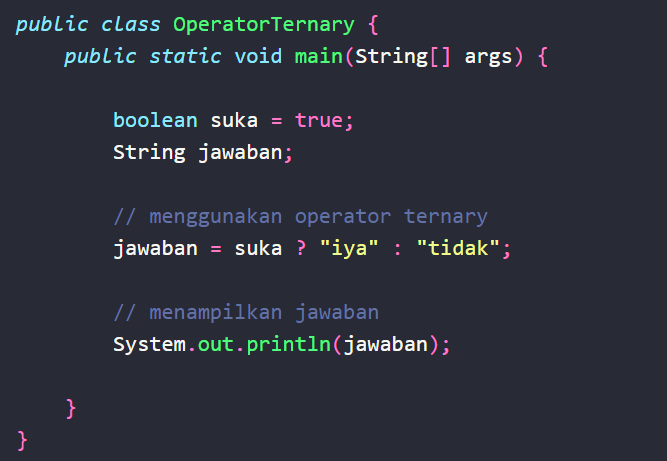 public class OperatorTernary {
    public static void main(String[] args) {

        boolean suka = true;
        String jawaban;

        // menggunakan operator ternary
        jawaban = suka ? "iya" : "tidak";

        // menampilkan jawaban
        System.out.println(jawaban);

    }
}